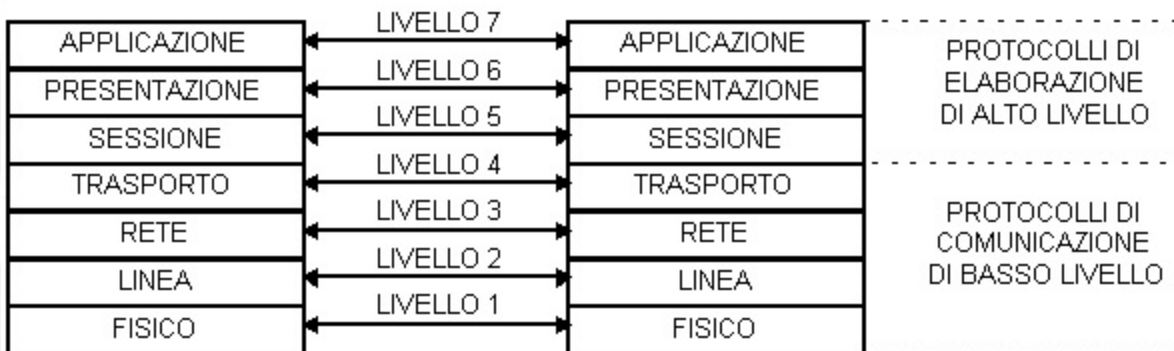 APPLICAZIONE
LIVELLO 7
APPLICAZIONE
PRESENTAZIONE
LIVELLO 6
PRESENTAZIONE
SESSIONE
LIVELLO 5
SESSIONE
PROTOCOLLI DI
ELABORAZIONE
DI ALTO LIVELLO
TRASPORTO
LIVELLO 4
TRASPORTO
RETE
LIVELLO 3
RETE
LINEA
LIVELLO 2
LINEA
FISICO
LIVELLO 1
FISICO
PROTOCOLLI DI
COMUNICAZIONE
DI BASSO LIVELLO